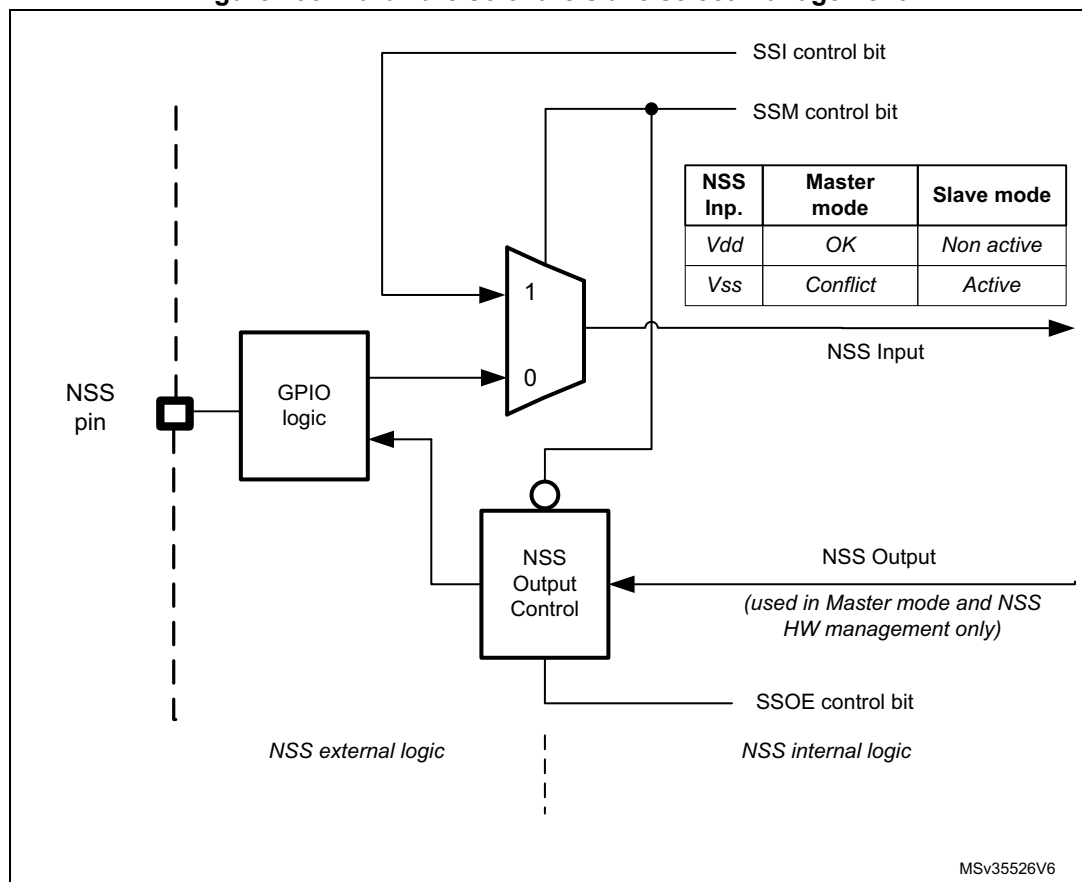 SSI control bit
SSM control bit
NSS Inp. Master mode Slave mode
Vdd OK Non active
Vss Conflict Active
1
NSS Input
0
GPIO
logic
NSS
pin
NSS
Output
Control
NSS Output
(used in Master mode and NSS
HW management only)
SSOE control bit
NSS external logic
NSS internal logic
MSv35526V6